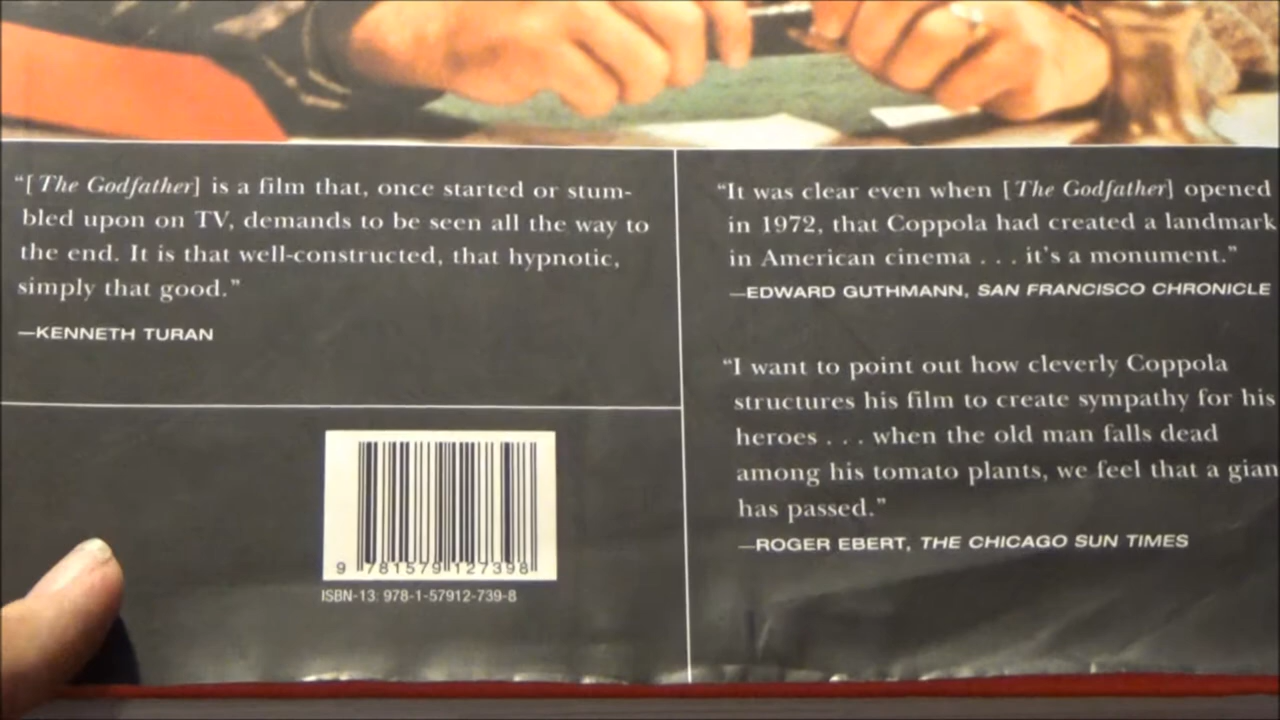 “[The Godfather] is a film that, once started or stum-
bled upon on TV, demands to be seen all the way to
the end. It is that well-constructed, that hypnotic,
simply that good.”
—KENNETH TURAN
9 781579 127398
ISBN-13: 978-1-57912-739-8
“It was clear even when [The Godfather] opened
in 1972, that Coppola had created a landmark
in American cinema . . . it’s a monument.”
—EDWARD GUTHMANN, SAN FRANCISCO CHRONICLE
“I want to point out how cleverly Coppola
structures his film to create sympathy for his
heroes . . . when the old man falls dead
among his tomato plants, we feel that a gian
has passed.”
—ROGER EBERT, THE CHICAGO SUN TIMES